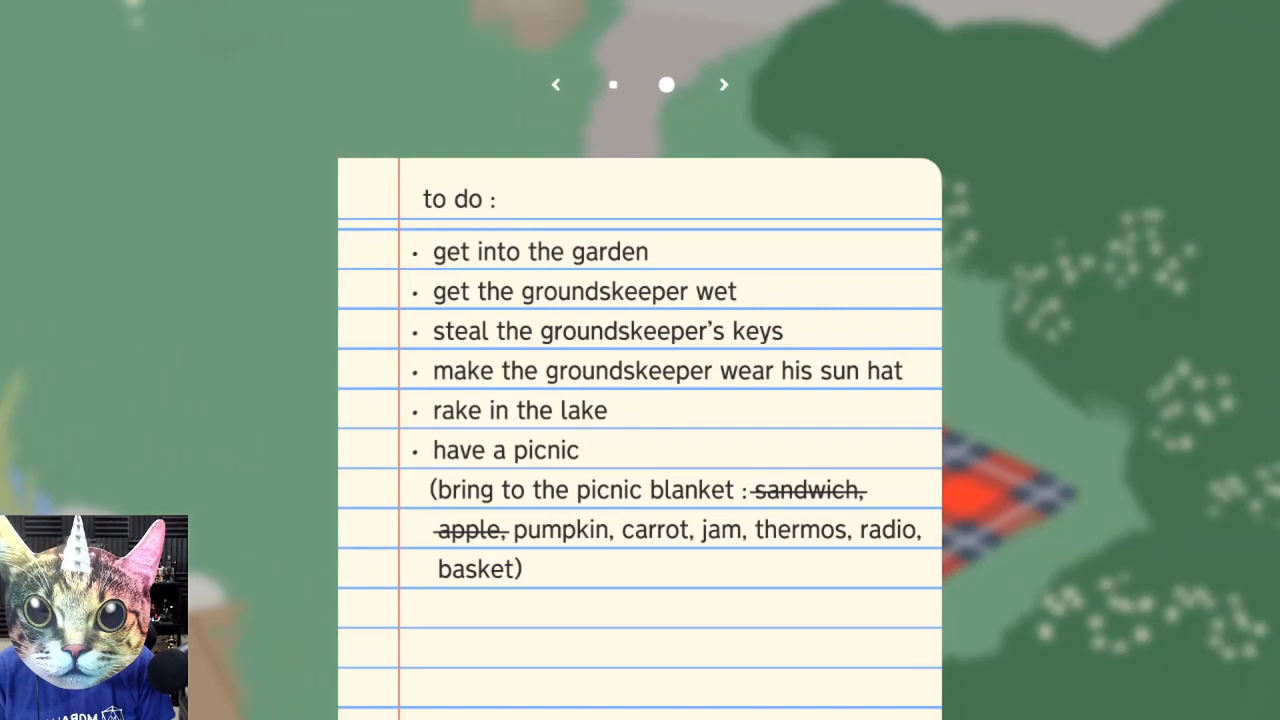 to do :
• get into the garden
• get the groundskeeper wet
• steal the groundskeeper’s keys
• make the groundskeeper wear his sun hat
• rake in the lake
• have a picnic
(bring to the picnic blanket : sandwich,
apple, pumpkin, carrot, jam, thermos, radio,
basket)